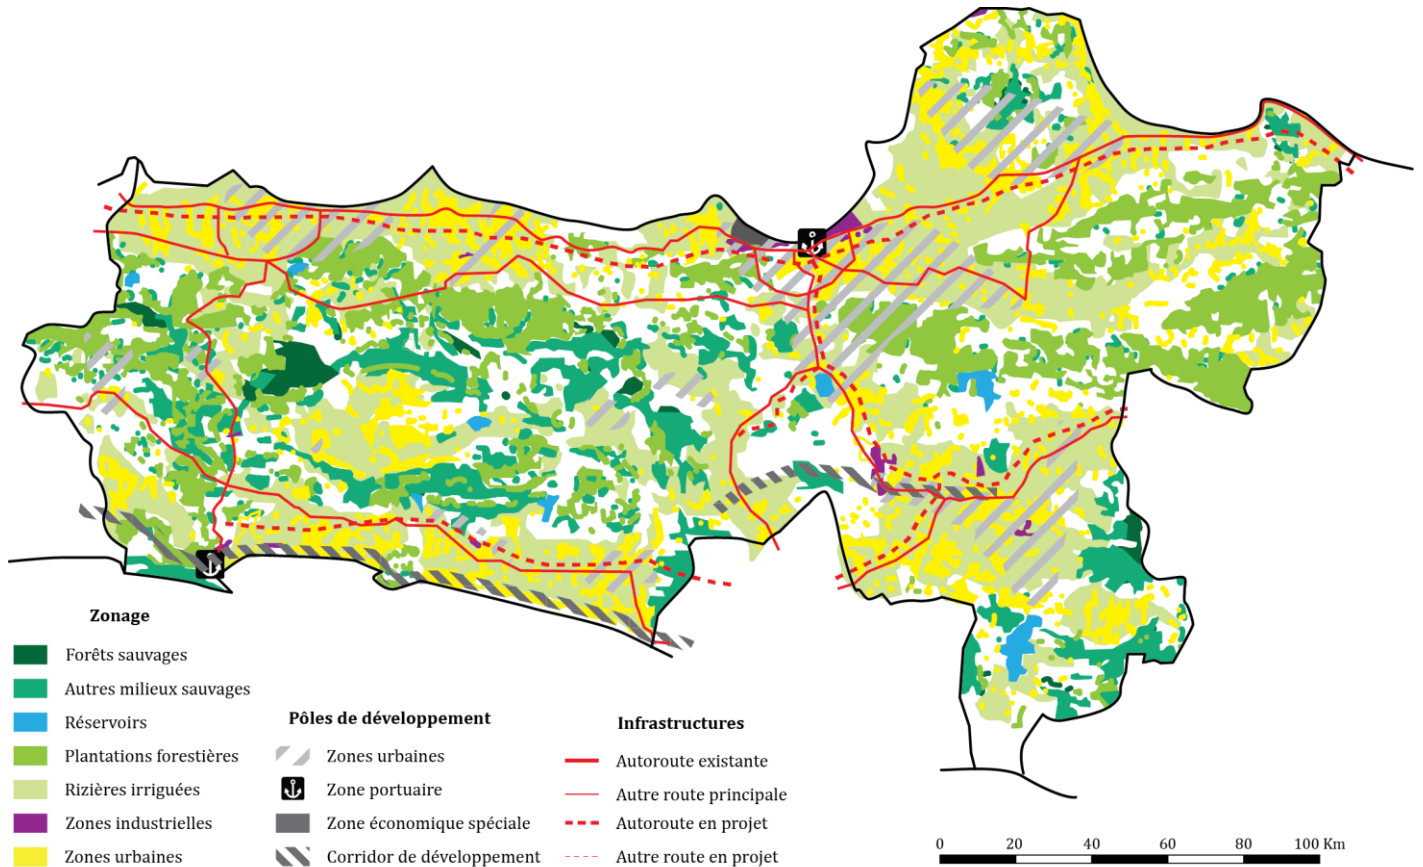 Zonage
Forêts sauvages
Autres milieux sauvages
Réservoirs
Plantations forestières
Rizières irriguées
Zones industrielles
Zones urbaines
Pôles de développement
Zones urbaines
Zone portuaire
Zone économique spéciale
Corridor de développement
Infrastructures
Autoroute existante
Autre route principale
Autoroute en projet
Autre route en projet
0 20 40 60 80 100 Km